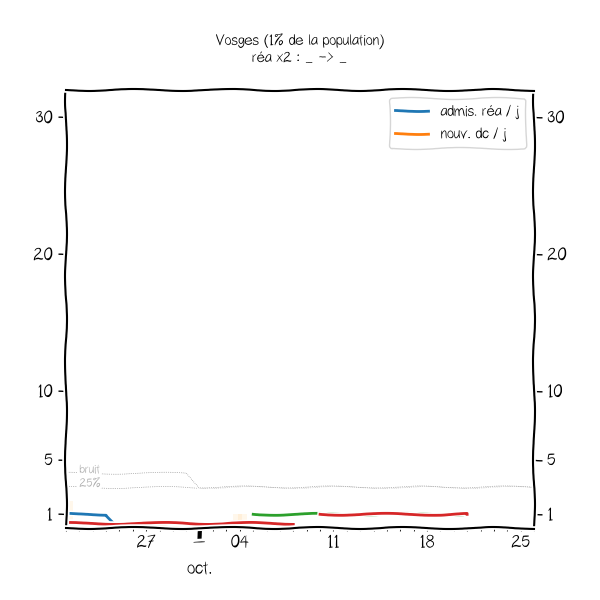 Vosges (1% de la population)
réa x2 : _ -> _
admis. réa / j
nouv. dc / j
30
30
20
20
10
10
5
5
bruit
25%
1
1
27
04
11
18
25
oct.